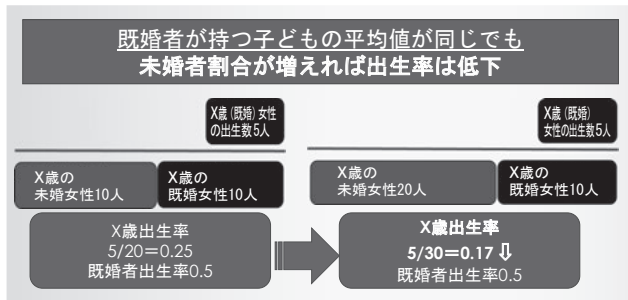 既婚者が持つ子どもの平均値が同じでも
未婚者割合が増えれば出生率は低下
X歳（既婚）女性
の出生数5人
X歳の
未婚女性10人
X歳の
既婚女性10人
X歳出生率
5/20＝0.25
既婚者出生率0.5
X歳（既婚）
女性の出生数5人
X歳の
未婚女性20人
X歳の
既婚女性10人
X歳出生率
5/30＝0.17⇩
既婚者出生率0.5